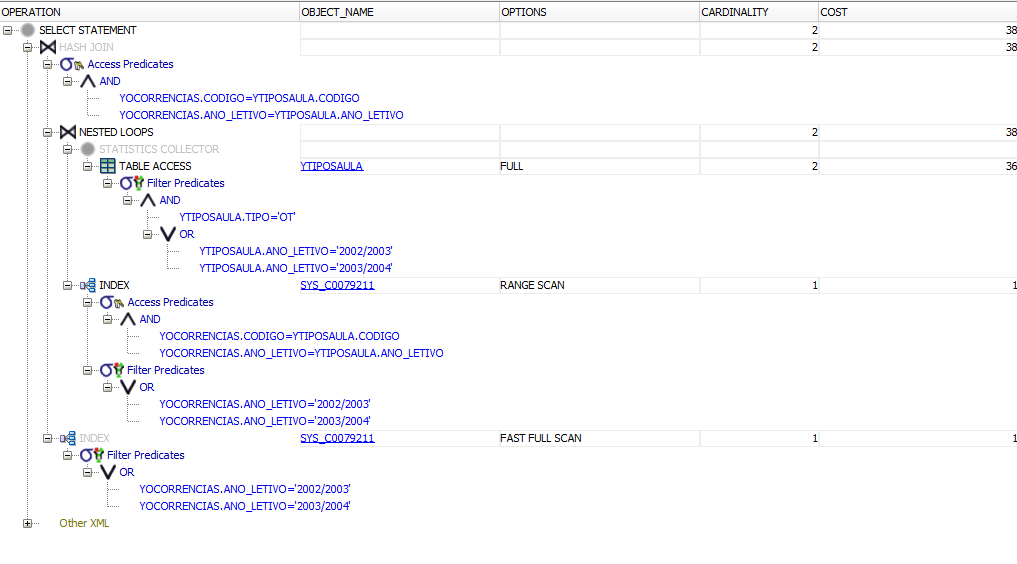 OPERATION OBJECT_NAME OPTIONS CARDINALITY COST
SELECT STATEMENT 2 38
HASH JOIN 2 38
Access Predicates
AND
YOCORRENCIAS.CODIGO=YTIPOSAULA.CODIGO
YOCORRENCIAS.ANO_LETIVO=YTIPOSAULA.ANO_LETIVO
NESTED LOOPS 2 38
STATISTICS COLLECTOR
TABLE ACCESS YTIPOSAULA FULL 2 36
Filter Predicates
AND
YTIPOSAULA.TIPO='OT'
OR
YTIPOSAULA.ANO_LETIVO='2002/2003'
YTIPOSAULA.ANO_LETIVO='2003/2004'
INDEX SYS_C0079211 RANGE SCAN 1 1
Access Predicates
AND
YOCORRENCIAS.CODIGO=YTIPOSAULA.CODIGO
YOCORRENCIAS.ANO_LETIVO=YTIPOSAULA.ANO_LETIVO
Filter Predicates
OR
YOCORRENCIAS.ANO_LETIVO='2002/2003'
YOCORRENCIAS.ANO_LETIVO='2003/2004'
INDEX SYS_C0079211 FAST FULL SCAN 1 1
Filter Predicates
OR
YOCORRENCIAS.ANO_LETIVO='2002/2003'
YOCORRENCIAS.ANO_LETIVO='2003/2004'
Other XML